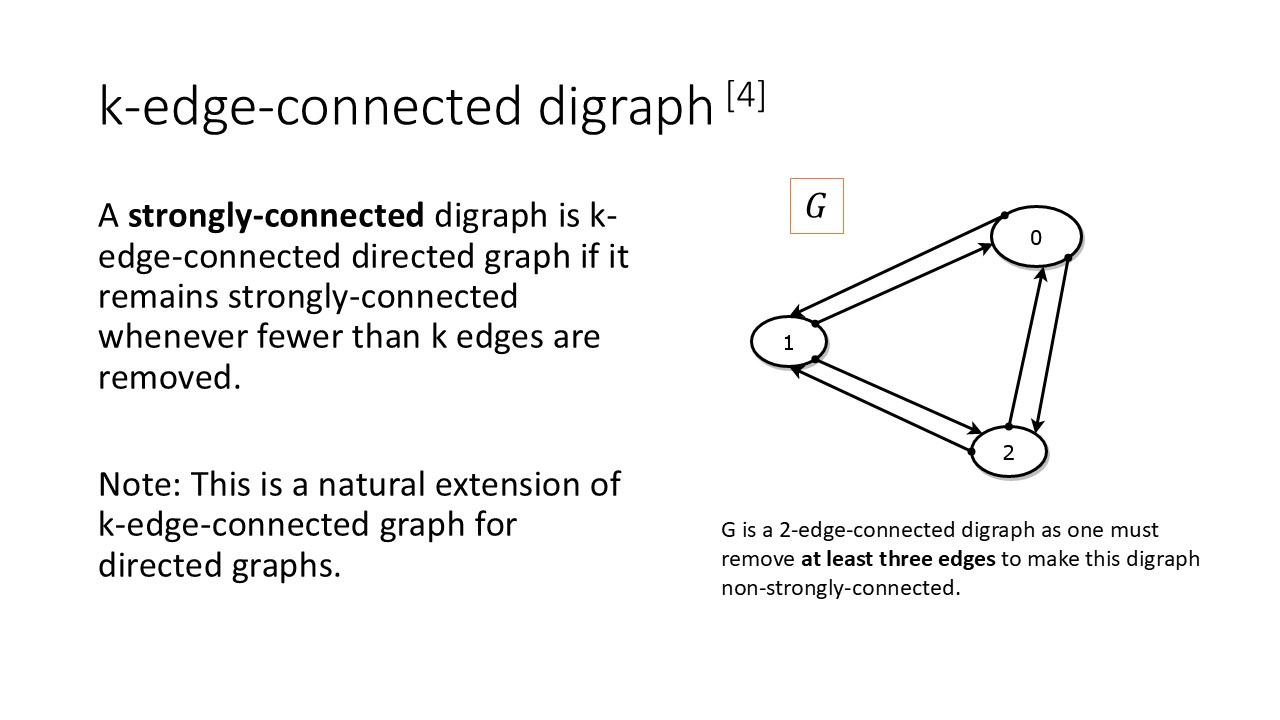 k-edge-connected digraph [4]
A strongly-connected digraph is k-
edge-connected directed graph if it
remains strongly-connected
whenever fewer than k edges are
removed.
Note: This is a natural extension of
k-edge-connected graph for
directed graphs.
G
0
1
2
G is a 2-edge-connected digraph as one must
remove at least three edges to make this digraph
non-strongly-connected.